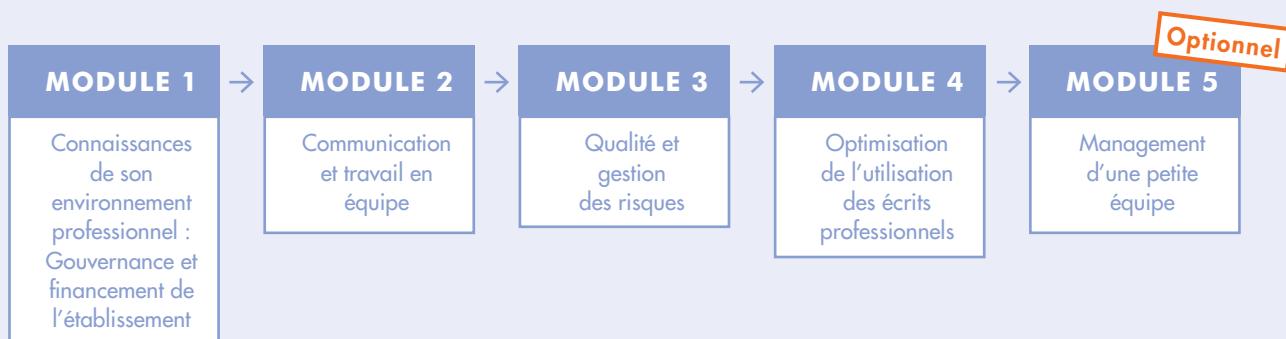 Optionnel
MODULE 1 → MODULE 2 → MODULE 3 → MODULE 4 → MODULE 5
Connaissances
de son
environnement
professionnel :
Gouvernance et
financement de
l'établissement
Communication
et travail en
équipe
Qualité et
gestion
des risques
Optimisation
de l'utilisation
des écrits
professionnels
Management
d'une petite
équipe